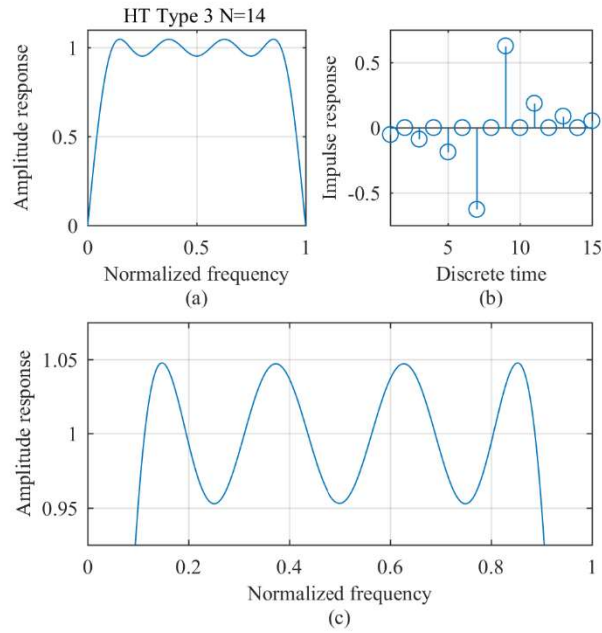 HT Type 3 N=14
Amplitude response
1
0.5
0
0 0.5 1
Normalized frequency
(a)
Impulse response
0.5
0
-0.5
5 10 15
Discrete time
(b)
Amplitude response
1.05
1
0.95
0 0.2 0.4 0.6 0.8 1
Normalized frequency
(c)